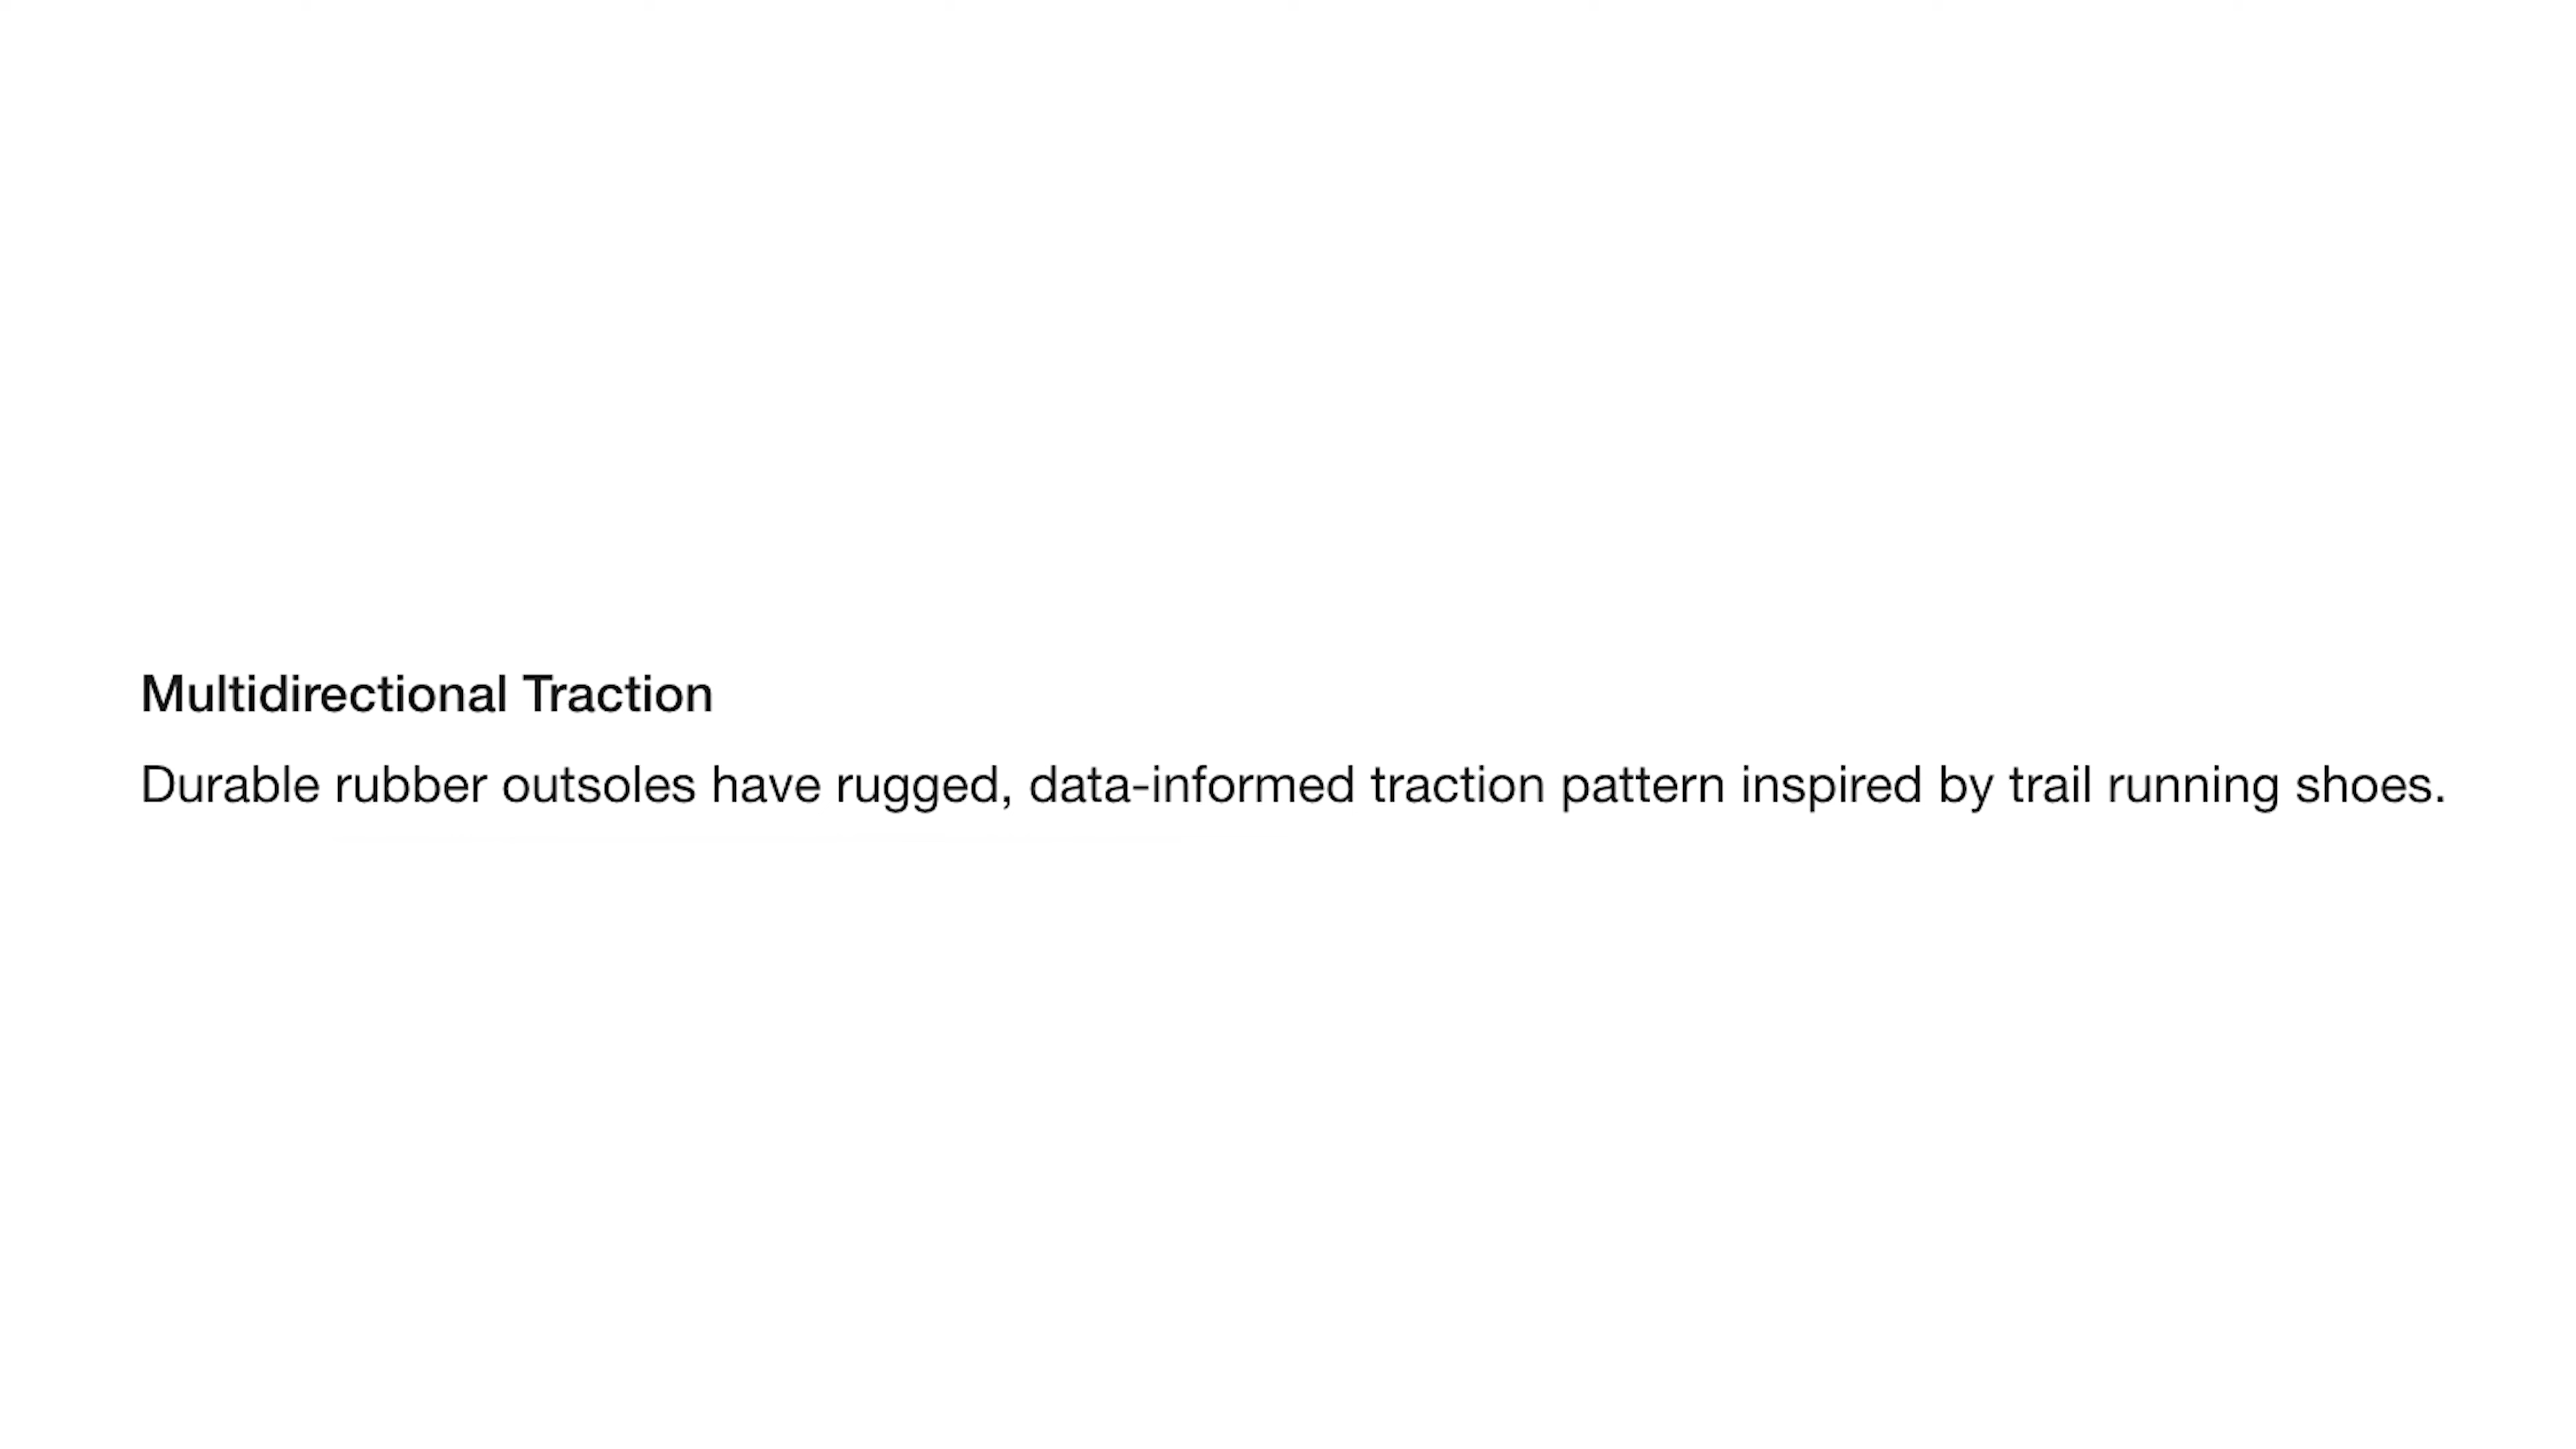 Multidirectional Traction
Durable rubber outsoles have rugged, data-informed traction pattern inspired by trail running shoes.